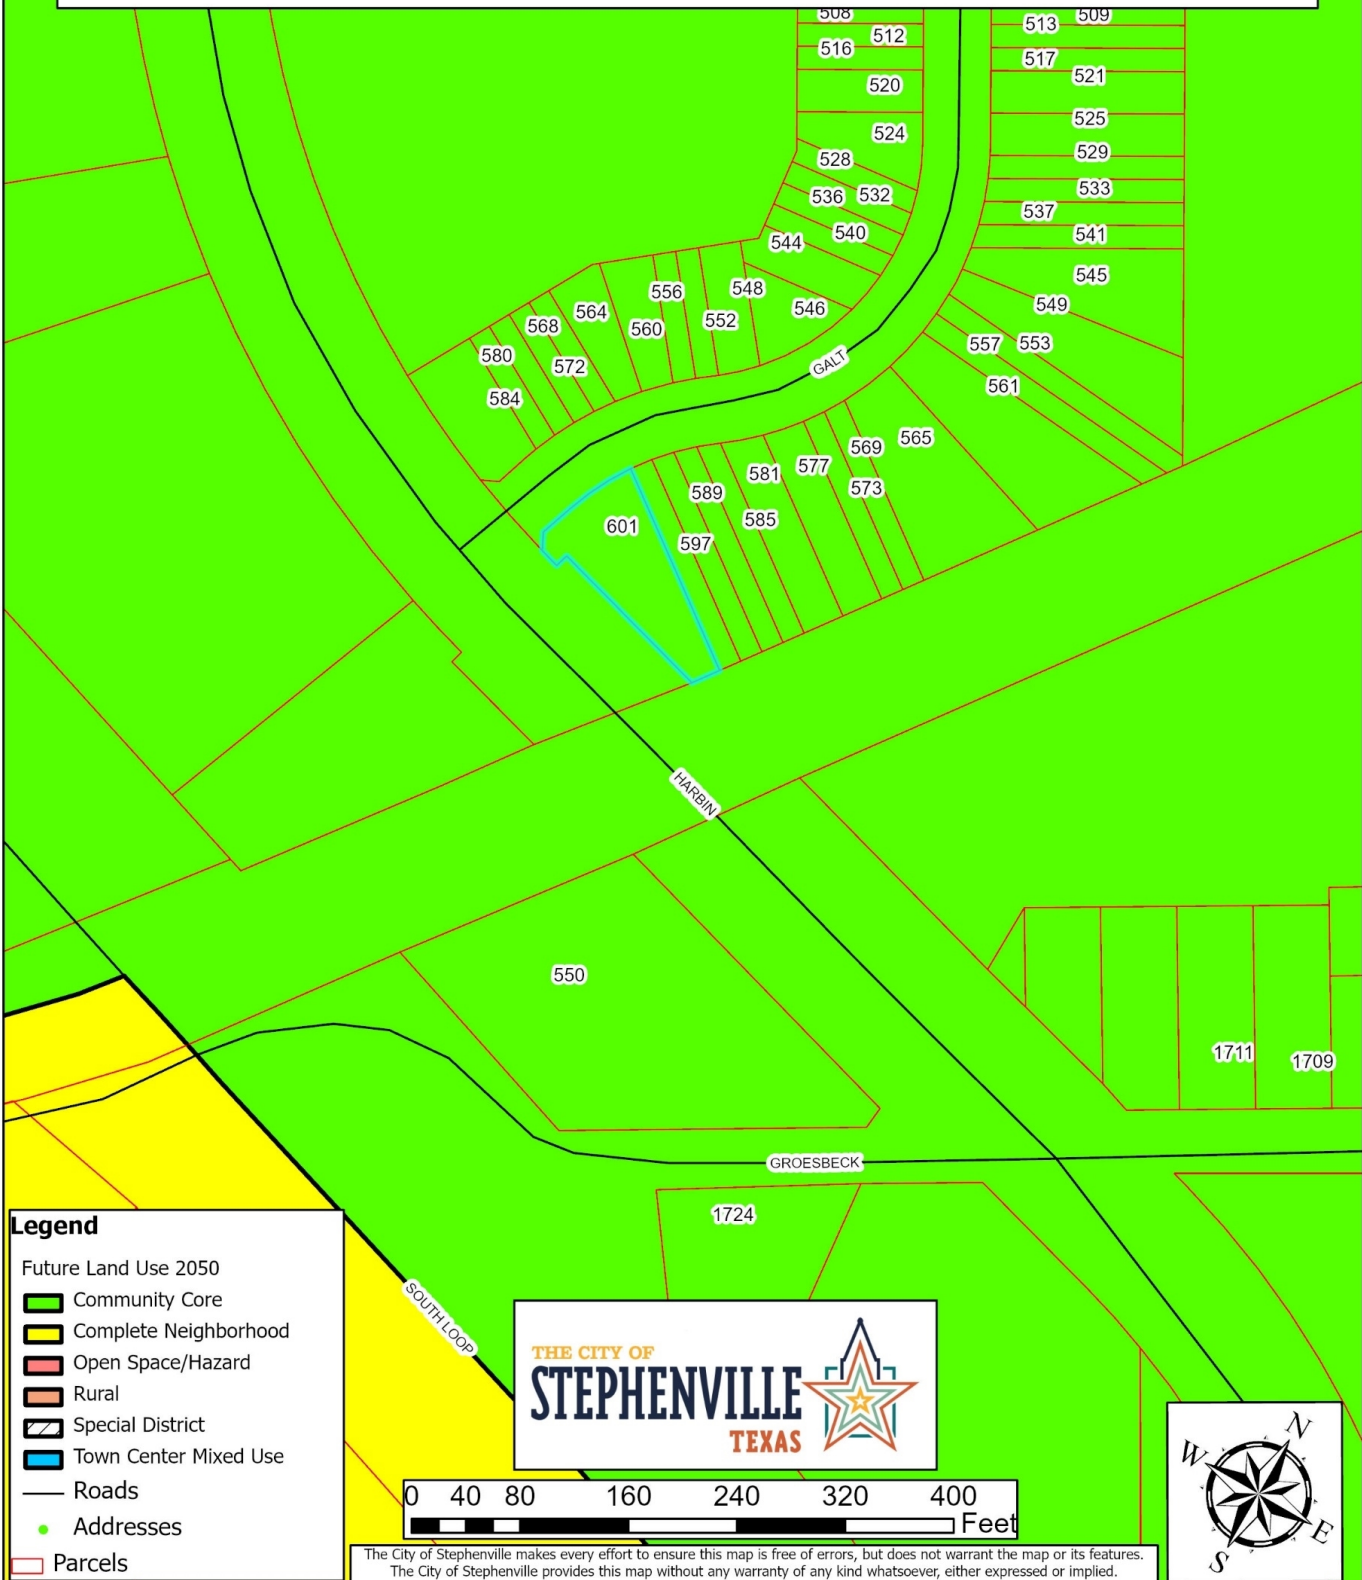 508
509
513
512
516
517
521
520
525
524
529
528
533
536
532
537
540
541
544
545
548
556
549
546
564
552
568
560
557
553
580
GALT
572
561
584
565
569
581
577
573
589
585
601
597
HARBIN
550
1711
1709
GROESBECK
1724
SOUTH LOOP
Legend
Future Land Use 2050
Community Core
Complete Neighborhood
Open Space/Hazard
Rural
Special District
Town Center Mixed Use
Roads
Addresses
Parcels
THE CITY OF
STEPHENVILLE
TEXAS
0 40 80 160 240 320 400
Feet
N
W
E
S
The City of Stephenville makes every effort to ensure this map is free of errors, but does not warrant the map or its features.
The City of Stephenville provides this map without any warranty of any kind whatsoever, either expressed or implied.